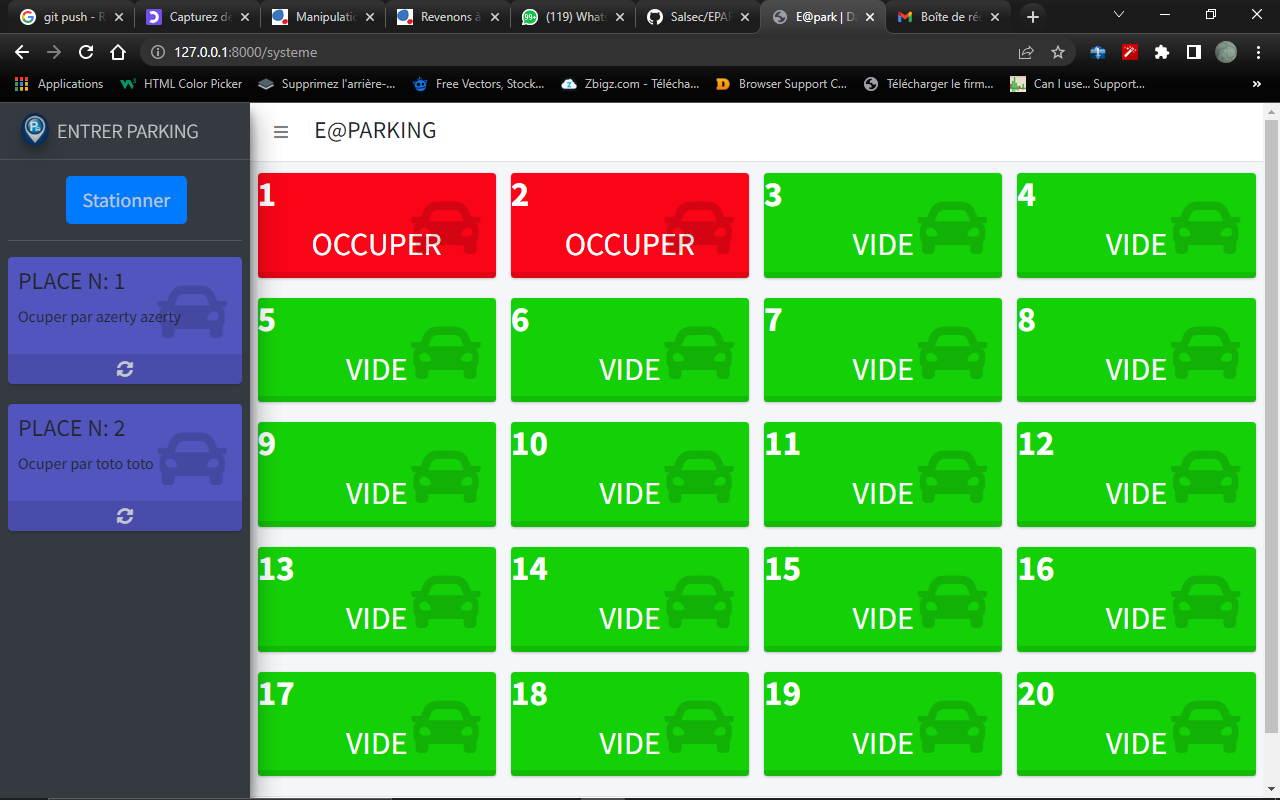 git push - R
Capturez de
Manipulati
Revenons à
(119) Whats
Salsec/EPAR
E@park | Da
Boîte de réc
127.0.0.1:8000/systeme
Applications
HTML Color Picker
Supprimez l'arrière-...
Free Vectors, Stock...
Zbigz.com - Télécha...
Browser Support C...
Télécharger le firm...
Can I use... Support...
»
ENTRER PARKING
E@PARKING
Stationner
PLACE N: 1
Ocuper par azerty azerty
PLACE N: 2
Ocuper par toto toto
1
OCCUPER
2
OCCUPER
3
VIDE
4
VIDE
5
VIDE
6
VIDE
7
VIDE
8
VIDE
9
VIDE
10
VIDE
11
VIDE
12
VIDE
13
VIDE
14
VIDE
15
VIDE
16
VIDE
17
VIDE
18
VIDE
19
VIDE
20
VIDE